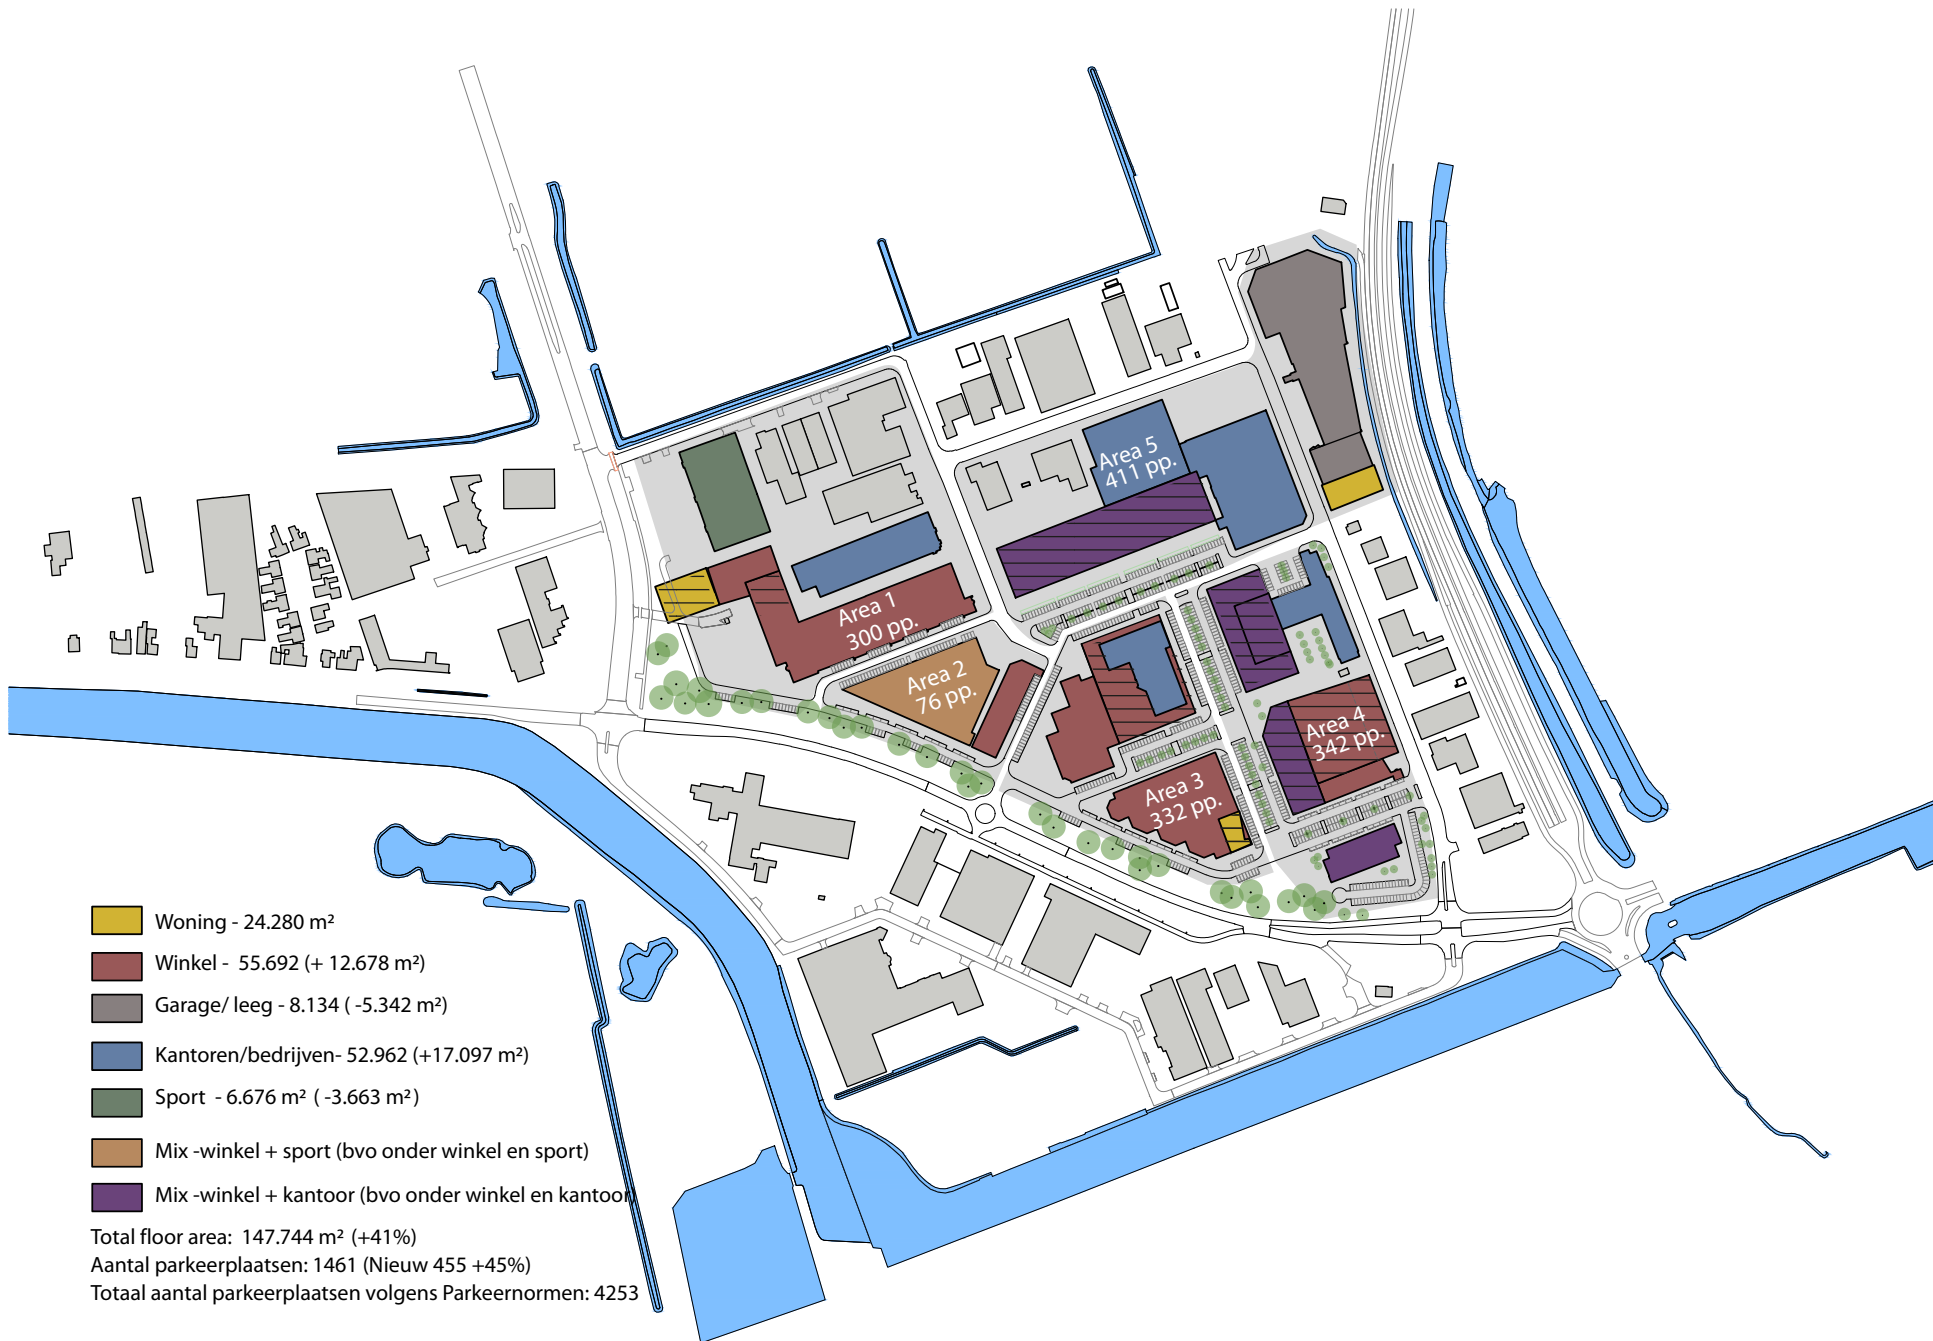 Area 5
411 pp.
Area 1
300 pp.
Area 2
76 pp.
Area 4
342 pp.
Area 3
332 pp.
Woning - 24.280 m²
Winkel -  55.692 (+ 12.678 m²)
Garage/ leeg - 8.134 ( -5.342 m²)
Kantoren/bedrijven- 52.962 (+17.097 m²)
Sport  - 6.676 m² ( -3.663 m²)
Mix -winkel + sport (bvo onder winkel en sport)
Mix -winkel + kantoor (bvo onder winkel en kantoor
Total floor area:  147.744 m² (+41%)
Aantal parkeerplaatsen: 1461 (Nieuw 455 +45%)
Totaal aantal parkeerplaatsen volgens Parkeernormen: 4253